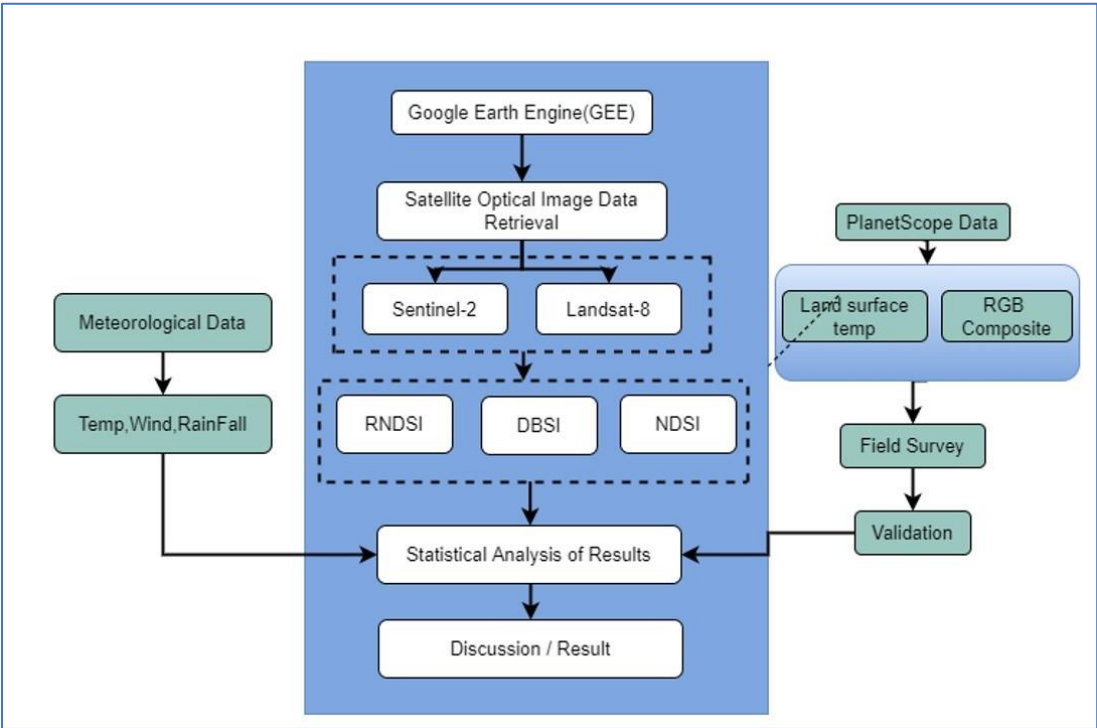 Google Earth Engine(GEE)
Satellite Optical Image Data
Retrieval
Sentinel-2
Landsat-8
RNDSI
DBSI
NDSI
Statistical Analysis of Results
Discussion / Result
Meteorological Data
Temp,Wind,RainFall
PlanetScope Data
Land surface
temp
RGB
Composite
Field Survey
Validation